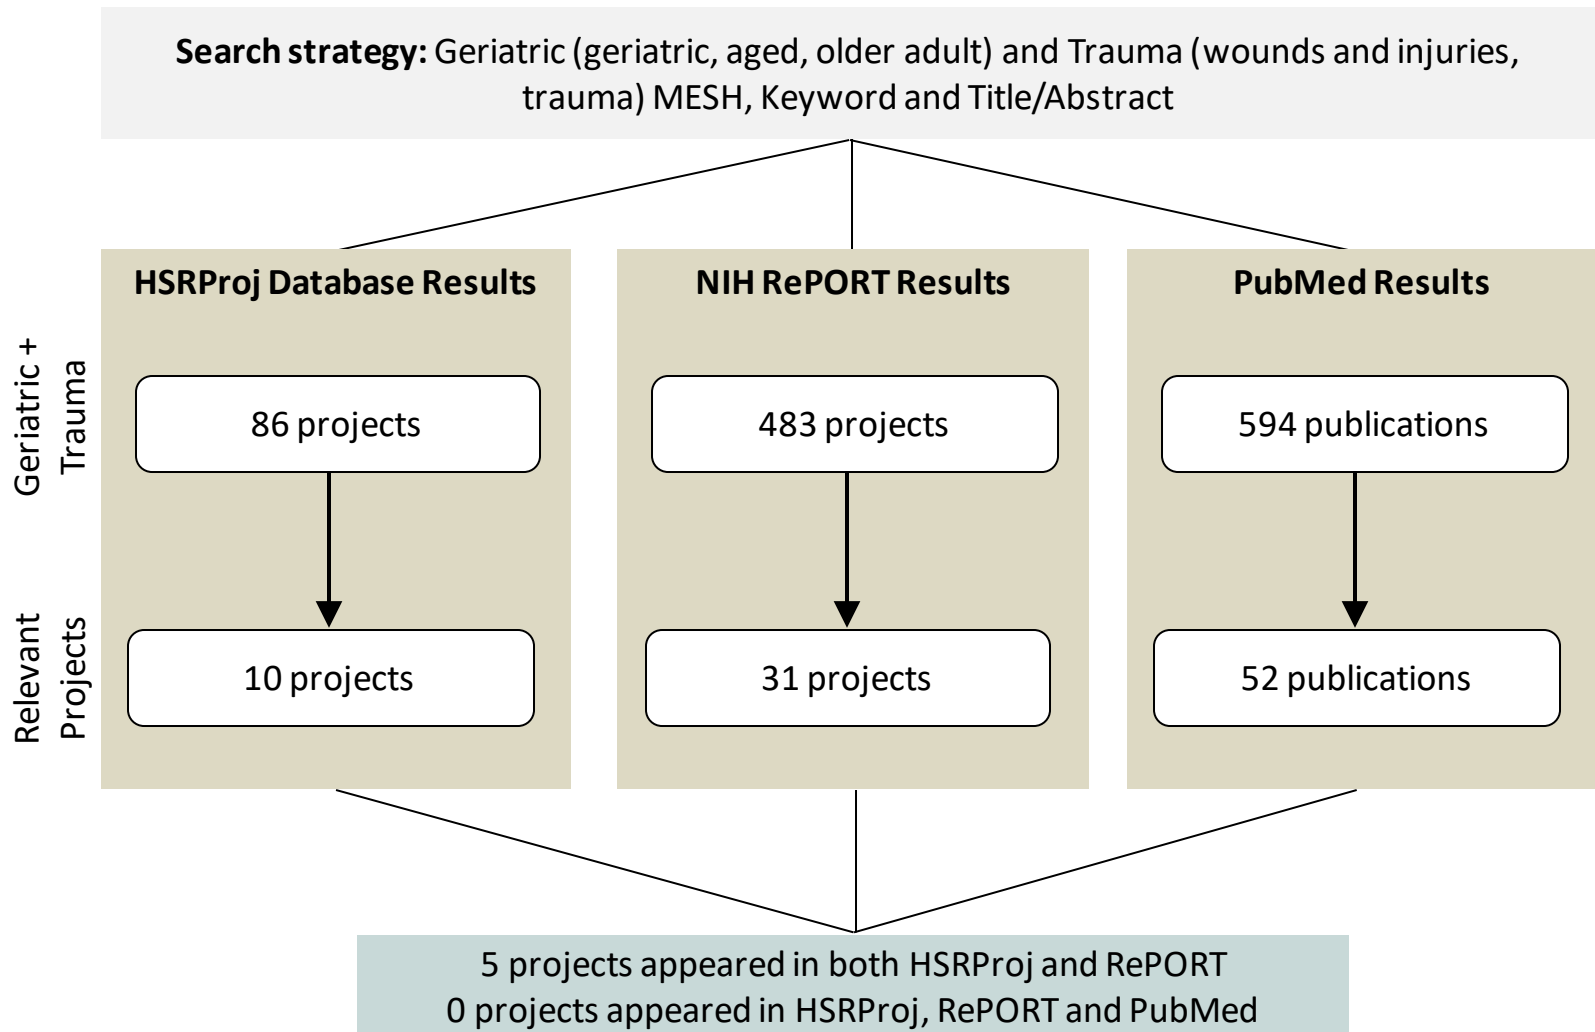 Search strategy: Geriatric (geriatric, aged, older adult) and Trauma (wounds and injuries,
trauma) MESH, Keyword and Title/Abstract
HSRProj Database Results
NIH RePORT Results
PubMed Results
Geriatric +
Trauma
86 projects
483 projects
594 publications
Relevant
Projects
10 projects
31 projects
52 publications
5 projects appeared in both HSRProj and RePORT
0 projects appeared in HSRProj, RePORT and PubMed